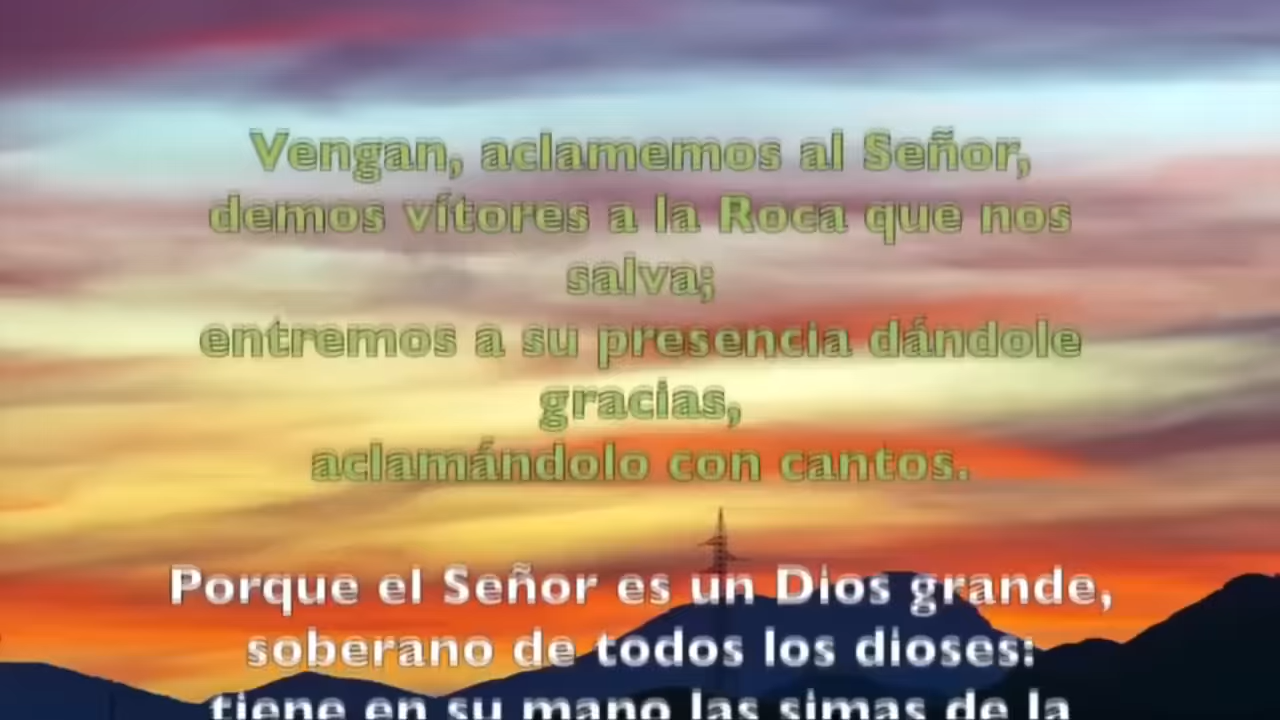 Vengan, aclamemos al Señor,
demos vítores a la Roca que nos
salva;
entremos a su presencia dándole
gracias,
aclamándolo con cantos.
Porque el Señor es un Dios grande,
soberano de todos los dioses:
tiene en su mano las simas de la